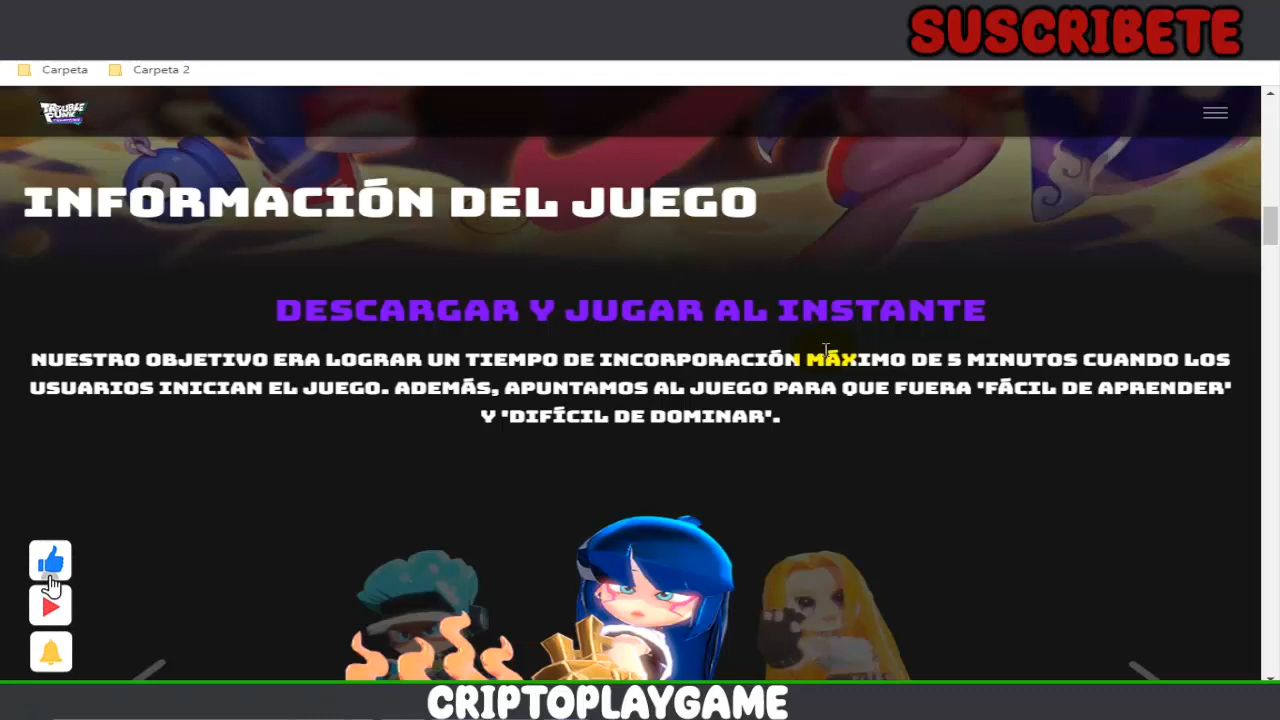 SUSCRIBETE
Carpeta
Carpeta 2
TROUBLE
PUNK
INFORMACIÓN DEL JUEGO
DESCARGAR Y JUGAR AL INSTANTE
NUESTRO OBJETIVO ERA LOGRAR UN TIEMPO DE INCORPORACIÓN MÁXIMO DE 5 MINUTOS CUANDO LOS
USUARIOS INICIAN EL JUEGO. ADEMÁS, APUNTAMOS AL JUEGO PARA QUE FUERA 'FÁCIL DE APRENDER'
Y 'DIFÍCIL DE DOMINAR'.
CRIPTOPLAYGAME